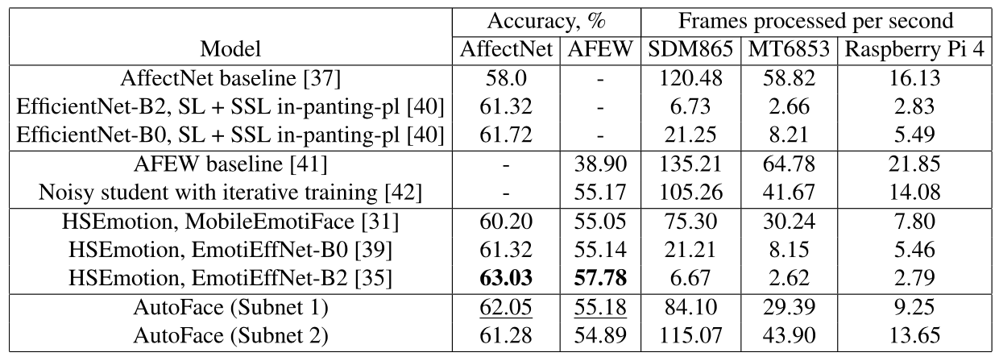 Accuracy, % Frames processed per second
Model AffectNet AFEW SDM865 MT6853 Raspberry Pi 4
AffectNet baseline [37] 58.0 - 120.48 58.82 16.13
EfficientNet-B2, SL + SSL in-panting-pl [40] 61.32 - 6.73 2.66 2.83
EfficientNet-B0, SL + SSL in-panting-pl [40] 61.72 - 21.25 8.21 5.49
AFEW baseline [41] - 38.90 135.21 64.78 21.85
Noisy student with iterative training [42] - 55.17 105.26 41.67 14.08
HSEmotion, MobileEmotiFace [31] 60.20 55.05 75.30 30.24 7.80
HSEmotion, EmotiEffNet-B0 [39] 61.32 55.14 21.21 8.15 5.46
HSEmotion, EmotiEffNet-B2 [35] 63.03 57.78 6.67 2.62 2.79
AutoFace (Subnet 1) 62.05 55.18 84.10 29.39 9.25
AutoFace (Subnet 2) 61.28 54.89 115.07 43.90 13.65